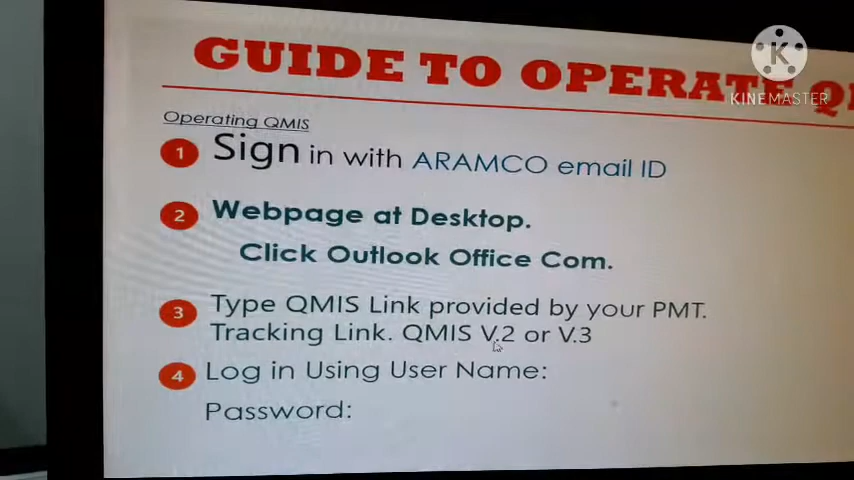 GUIDE TO OPERATE
K
KINEMASTER
Operating QMIS
1 Sign in with ARAMCO email ID
2 Webpage at Desktop.
Click Outlook Office Com.
3 Type QMIS Link provided by your PMT.
Tracking Link. QMIS V.2 or V.3
4 Log in Using User Name:
Password: